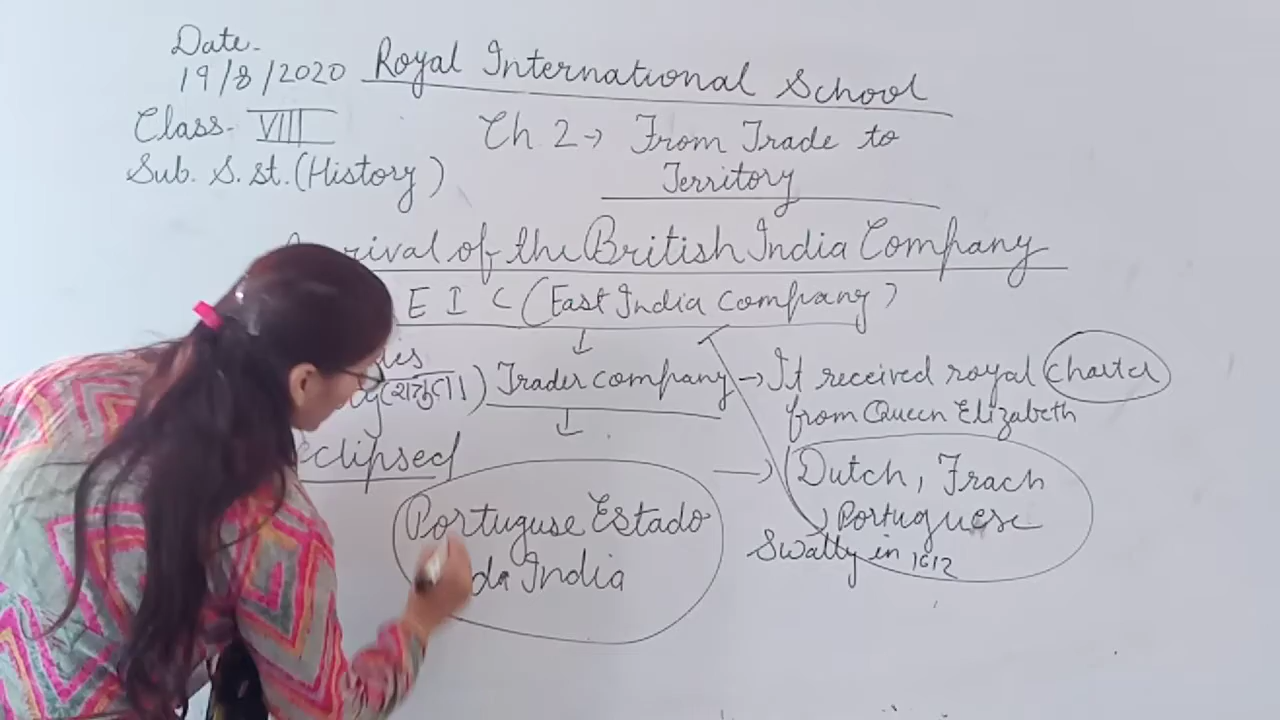 Date-
19/8/2020 Royal International School
Class- VIII
Ch. 2 → From Trade to
Territory
Sub. S.st. (History)
rival of the British India Company
E I C (East India Company)
Trader company → It received royal charter
from Queen Elizabeth
eclipsed
Portuguse Estado
da India
→ Dutch, Frach
Portuguese
Swally in 1612